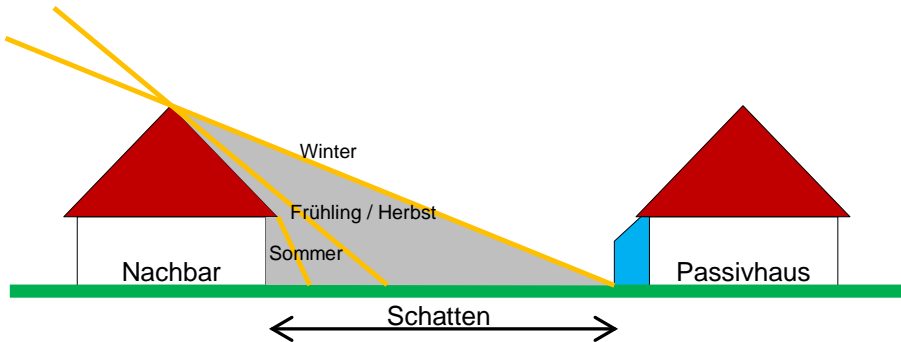 Winter
Frühling / Herbst
Sommer
Nachbar
Passivhaus
Schatten